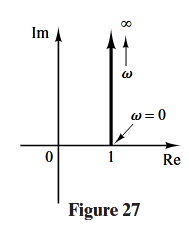 Im
∞
ω
ω = 0
0
1
Re
Figure 27